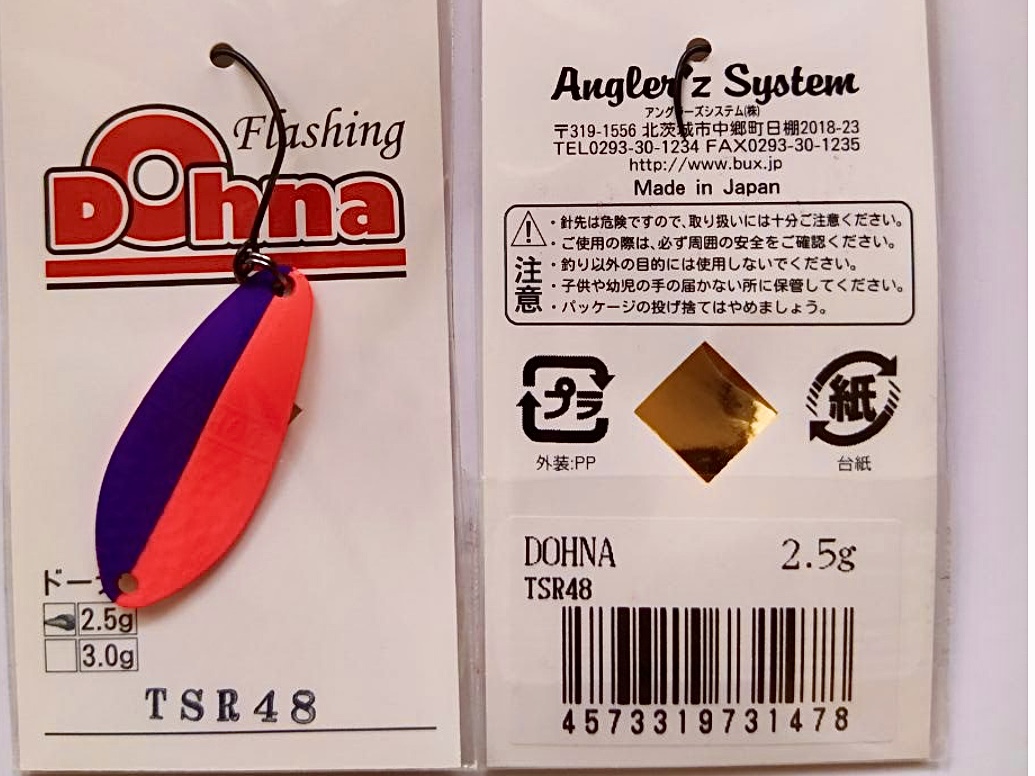 Flashing
Dohna
2.5g
3.0g
TSR48
Angler'z System
アングラーズシステム(株)
〒319-1556 北茨城市中郷町日棚2018-23
TEL0293-30-1234 FAX0293-30-1235
http://www.bux.jp
Made in Japan
注意
・針先は危険ですので、取り扱いには十分ご注意ください。
・ご使用の際は、必ず周囲の安全をご確認ください。
・釣り以外の目的には使用しないでください。
・子供や幼児の手の届かない所に保管してください。
・パッケージの投げ捨てはやめましょう。
プラ
外装:PP
紙
台紙
DOHNA 2.5g
TSR48
4573319731478